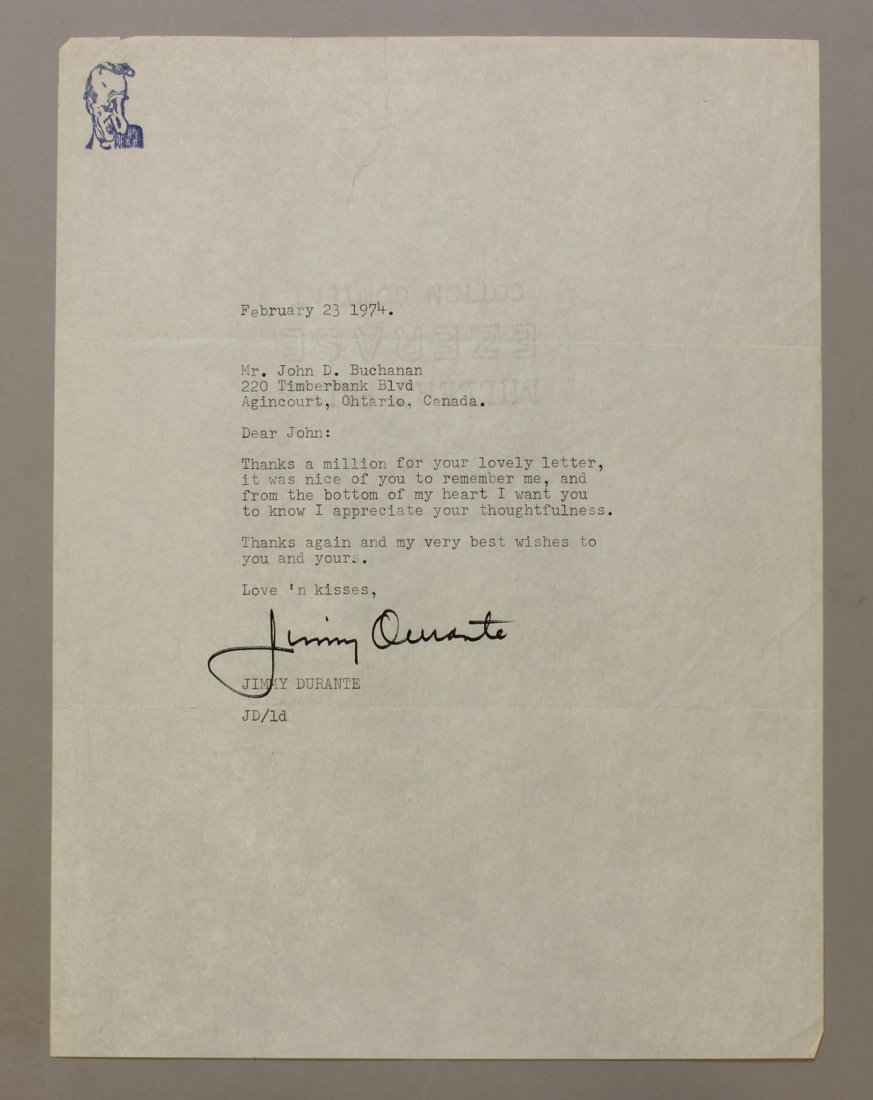 February 23 1974.
Mr. John D. Buchanan
220 Timberbank Blvd
Agincourt, Ohtario, Canada.
Dear John:
Thanks a million for your lovely letter,
it was nice of you to remember me, and
from the bottom of my heart I want you
to know I appreciate your thoughtfulness.
Thanks again and my very best wishes to
you and yours.
Love 'n kisses,
Jimmy Durante
JIMMY DURANTE
JD/ld